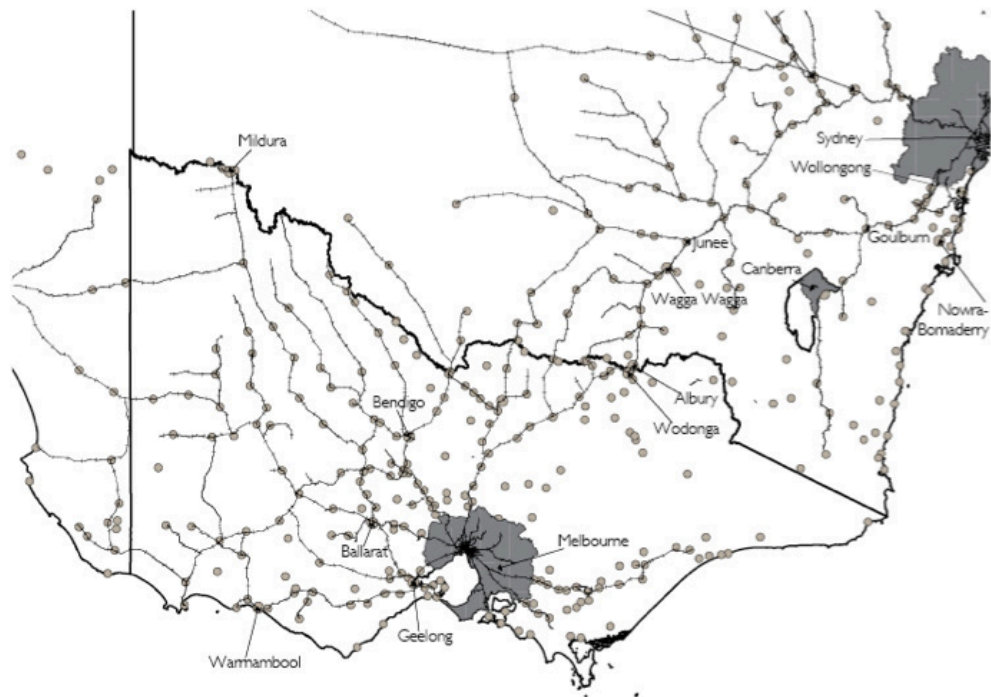 Mildura
Sydney
Wollongong
Junee
Goulburn
Canberra
Wagga Wagga
Nowra-
Bomaderry
Bendigo
Albury
Wodonga
Ballarat
Melbourne
Geelong
Warrnambool